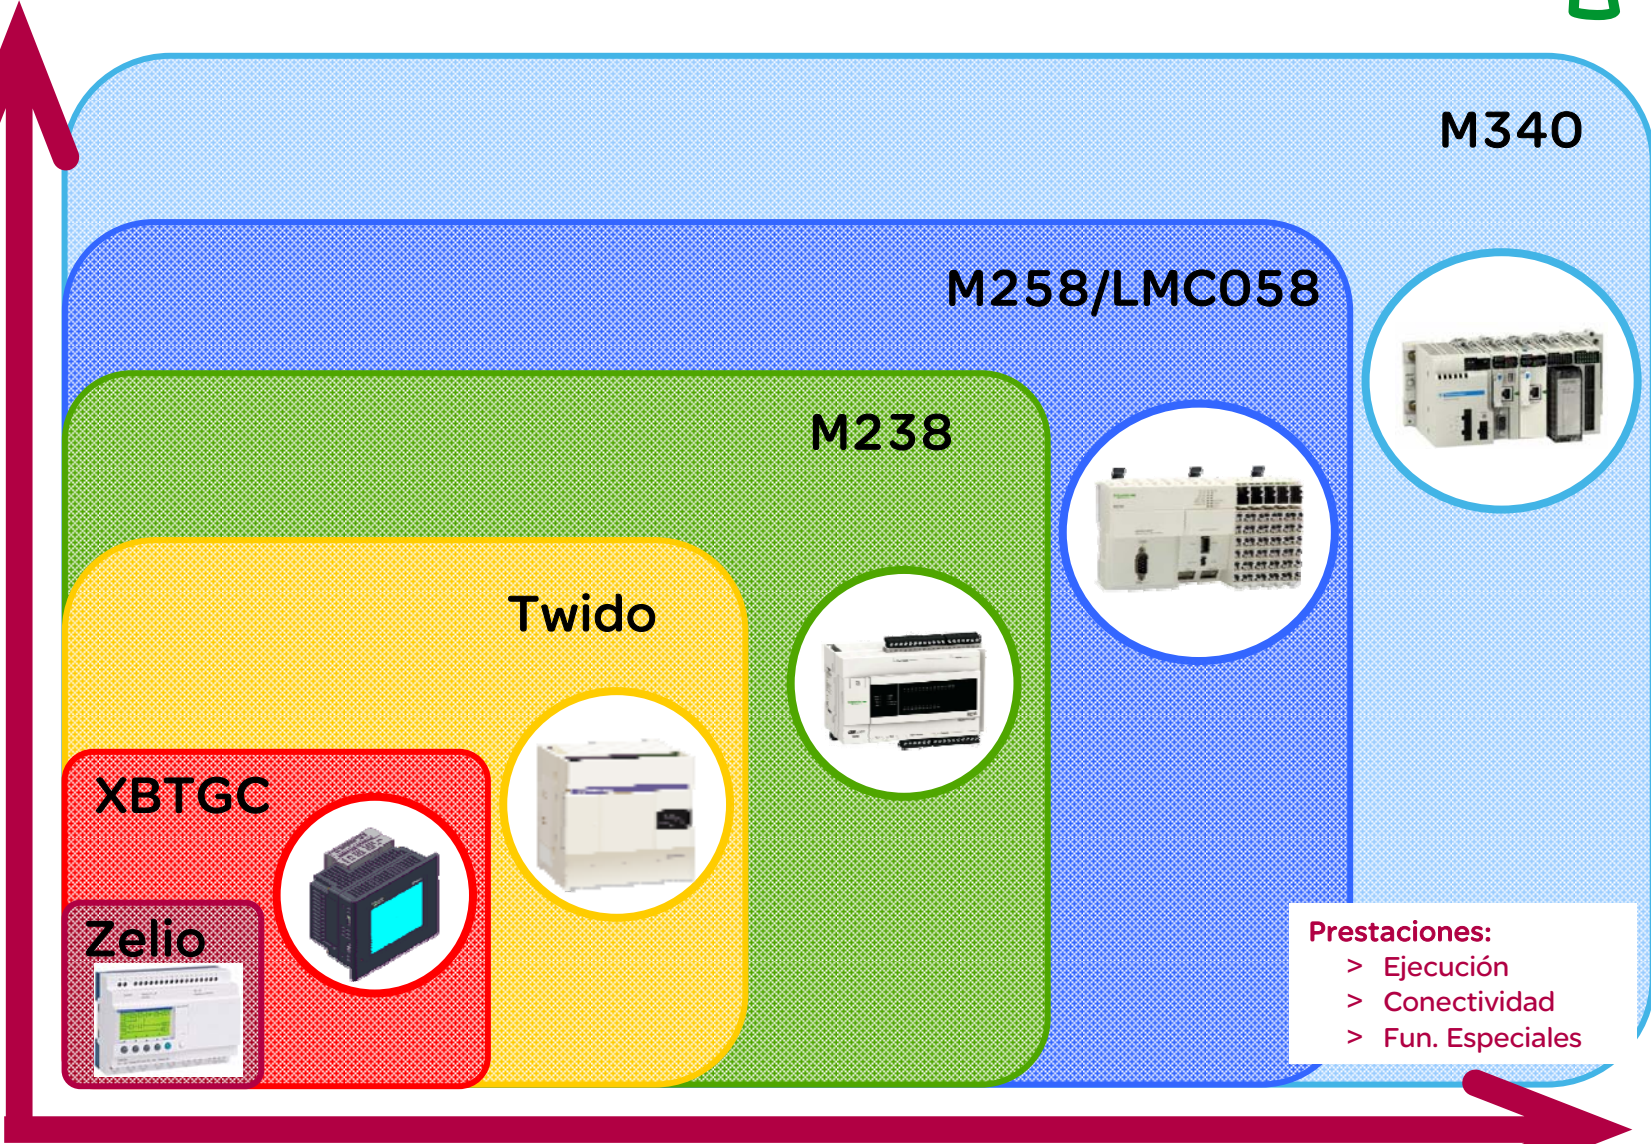 M340
M258/LMC058
M238
Twido
XBTGC
Zelio
Prestaciones:
> Ejecución
> Conectividad
> Fun. Especiales